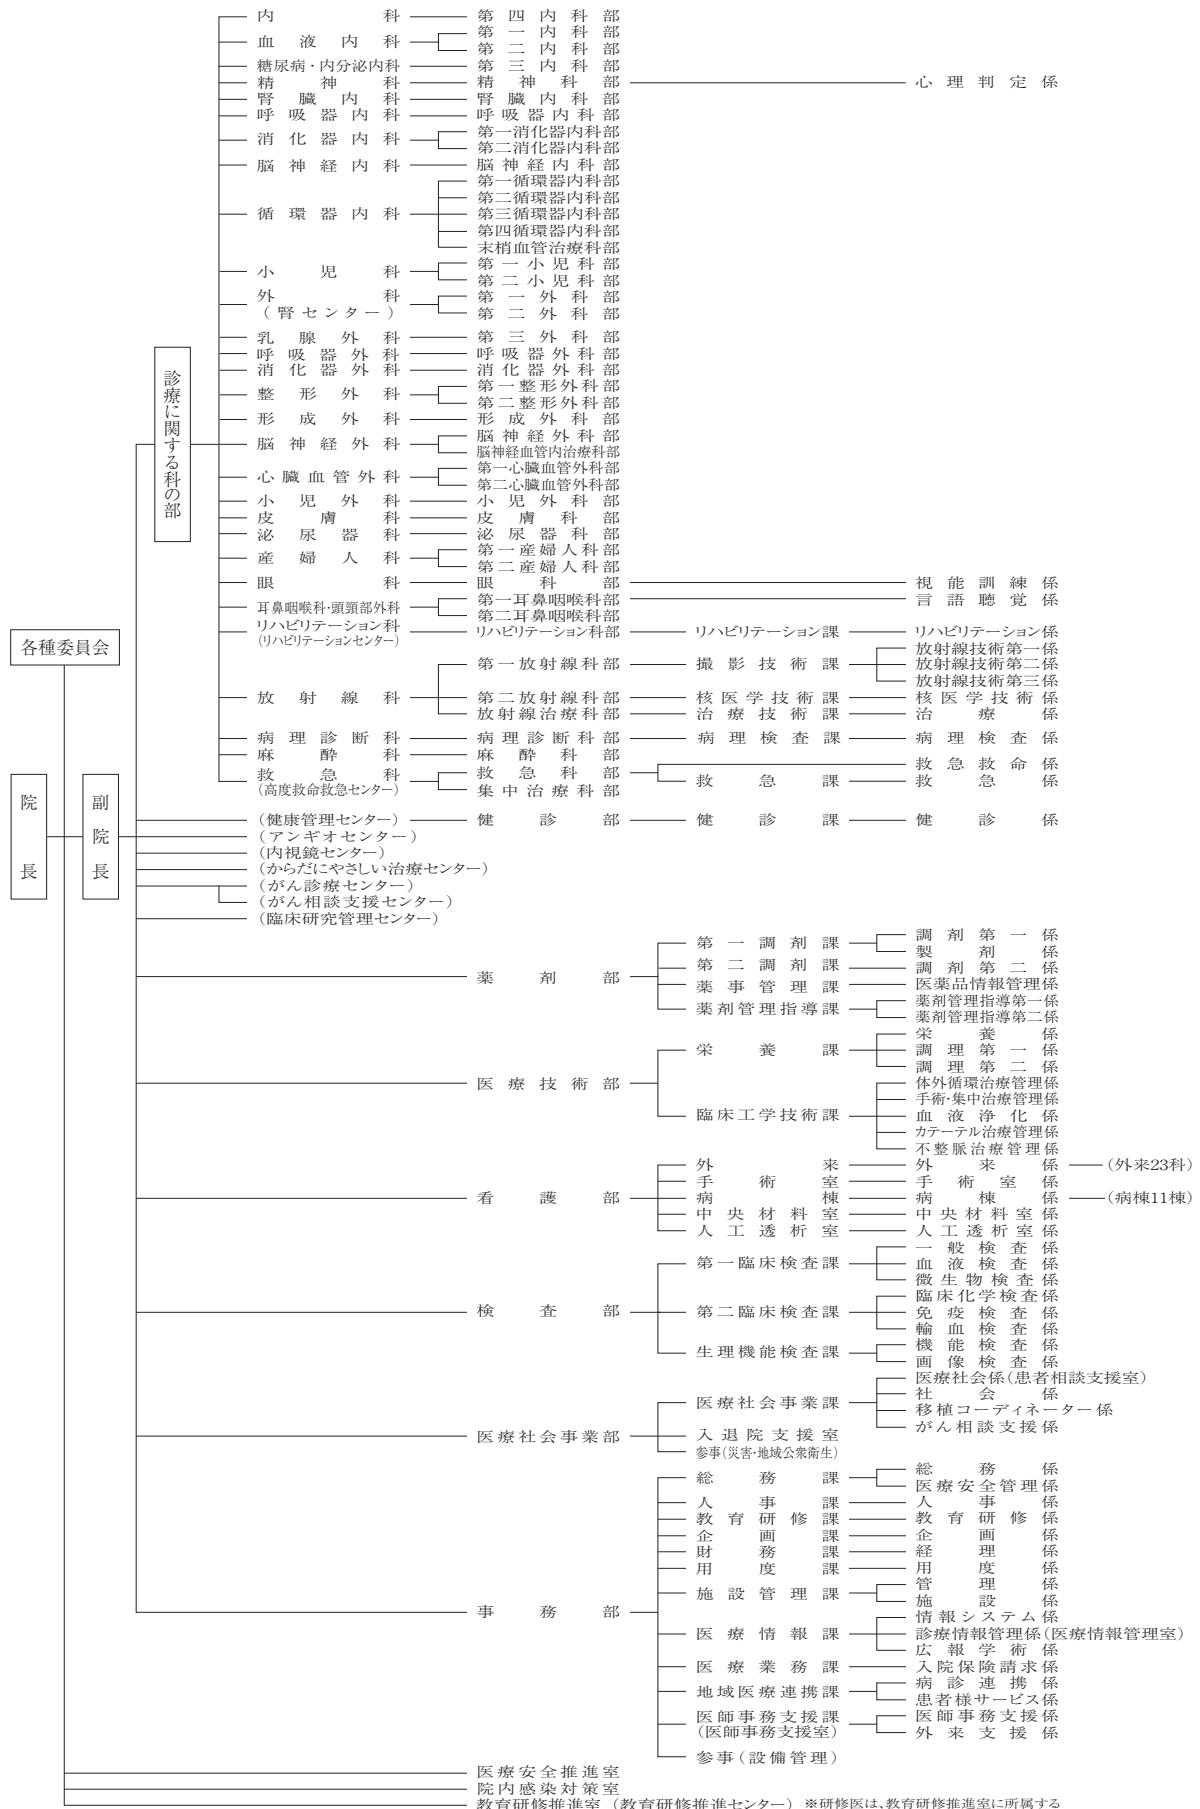 内科 第四内科部
血液内科 第一内科部
第二内科部
糖尿病・内分泌内科 第三内科部
精神科 精神科部 心理判定係
腎臓内科 腎臓内科部
呼吸器内科 呼吸器内科部
消化器内科 第一消化器内科部
第二消化器内科部
脳神経内科 脳神経内科部
循環器内科 第一循環器内科部
第二循環器内科部
第三循環器内科部
第四循環器内科部
末梢血管治療科部
小児科 第一小児科部
第二小児科部
外科 第一外科部
(腎センター) 第二外科部
乳腺外科 第三外科部
呼吸器外科 呼吸器外科部
消化器外科 消化器外科部
整形外科 第一整形外科部
第二整形外科部
形成外科 形成外科部
脳神経外科 脳神経外科部
脳神経血管内治療科部
心臓血管外科 第一心臓血管外科部
第二心臓血管外科部
小児外科 小児外科部
皮膚科 皮膚科部
泌尿器科 泌尿器科部
産婦人科 第一産婦人科部
第二産婦人科部
眼科 眼科部 視能訓練係
耳鼻咽喉科・頭頸部外科 第一耳鼻咽喉科部 言語聴覚係
第二耳鼻咽喉科部
リハビリテーション科 リハビリテーション科部 リハビリテーション課 リハビリテーション係
(リハビリテーションセンター)
放射線科 第一放射線科部 撮影技術課 放射線技術第一係
放射線技術第二係
放射線技術第三係
第二放射線科部 核医学技術課 核医学技術係
放射線治療科部 治療技術課 治療係
病理診断科 病理診断科部 病理検査課 病理検査係
麻酔科 麻酔科部
救急科 救急科部 救急救命係
救急課 救急係
(高度救命救急センター) 集中治療科部
診療に関する科の部
各種委員会
院長
副院長
(健康管理センター) 健診部 健診課 健診係
(アンギオセンター)
(内視鏡センター)
(からだにやさしい治療センター)
(がん診療センター)
(がん相談支援センター)
(臨床研究管理センター)
薬剤部 第一調剤課 調剤第一係
製剤係
第二調剤課 調剤第二係
薬事管理課 医薬品情報管理係
薬剤管理指導課 薬剤管理指導第一係
薬剤管理指導第二係
医療技術部 栄養課 栄養係
調理第一係
調理第二係
臨床工学技術課 体外循環治療管理係
手術・集中治療管理係
血液浄化係
カテーテル治療管理係
不整脈治療管理係
看護部 外来 外来係 (外来23科)
手術室 手術室係
病棟 病棟係 (病棟11棟)
中央材料室 中央材料室係
人工透析室 人工透析室係
検査部 第一臨床検査課 一般検査係
血液検査係
微生物検査係
第二臨床検査課 臨床化学検査係
免疫検査係
輸血検査係
生理機能検査課 機能検査係
画像検査係
医療社会事業部 医療社会事業課 医療社会係(患者相談支援室)
社会係
移植コーディネーター係
がん相談支援係
入退院支援室
参事(災害・地域公衆衛生)
事務部 総務課 総務係
医療安全管理係
人事課 人事係
教育研修課 教育研修係
企画課 企画係
財務課 経理係
用度課 用度係
施設管理課 管理係
施設係
医療情報課 情報システム係
診療情報管理係(医療情報管理室)
広報学術係
医療業務課 入院保険請求係
地域医療連携課 病診連携係
患者様サービス係
医師事務支援課 医師事務支援係
(医師事務支援室) 外来支援係
参事(設備管理)
医療安全推進室
院内感染対策室
教育研修推進室(教育研修推進センター) ※研修医は、教育研修推進室に所属する